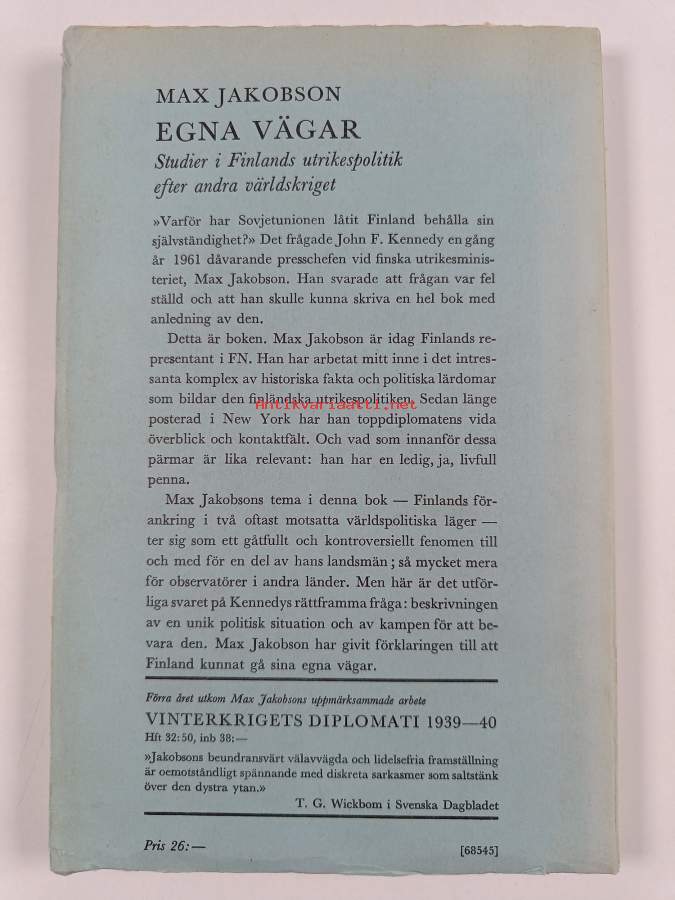 MAX JAKOBSON
EGNA VÄGAR
Studier i Finlands utrikespolitik
efter andra världskriget
»Varför har Sovjetunionen låtit Finland behålla sin
självständighet?» Det frågade John F. Kennedy en gång
år 1961 dåvarande presschefen vid finska utrikesminis-
teriet, Max Jakobson. Han svarade att frågan var fel
ställd och att han skulle kunna skriva en hel bok med
anledning av den.
Detta är boken. Max Jakobson är idag Finlands re-
presentant i FN. Han har arbetat mitt inne i det intres-
santa komplex av historiska fakta och politiska lärdomar
som bildar den finländska utrikespolitiken. Sedan länge
Antikvariaatti.net
posterad i New York har han toppdiplomatens vida
överblick och kontaktfält. Och vad som innanför dessa
pärmar är lika relevant: han har en ledig, ja, livfull
penna.
Max Jakobsons tema i denna bok — Finlands för-
ankring i två oftast motsatta världspolitiska läger —
ter sig som ett gåtfullt och kontroversiellt fenomen till
och med för en del av hans landsmän; så mycket mera
för observatörer i andra länder. Men här är det utför-
liga svaret på Kennedys rättframma fråga: beskrivningen
av en unik politisk situation och av kampen för att be-
vara den. Max Jakobson har givit förklaringen till att
Finland kunnat gå sina egna vägar.
Förra året utkom Max Jakobsons uppmärksammade arbete
VINTERKRIGETS DIPLOMATI 1939—40
Hft 32:50, inb 38:—
»Jakobsons beundransvärt välavvägda och lidelsefria framställning
är oemotståndligt spännande med diskreta sarkasmer som saltstänk
över den dystra ytan.»
T. G. Wickbom i Svenska Dagbladet
Pris 26:—
[68545]